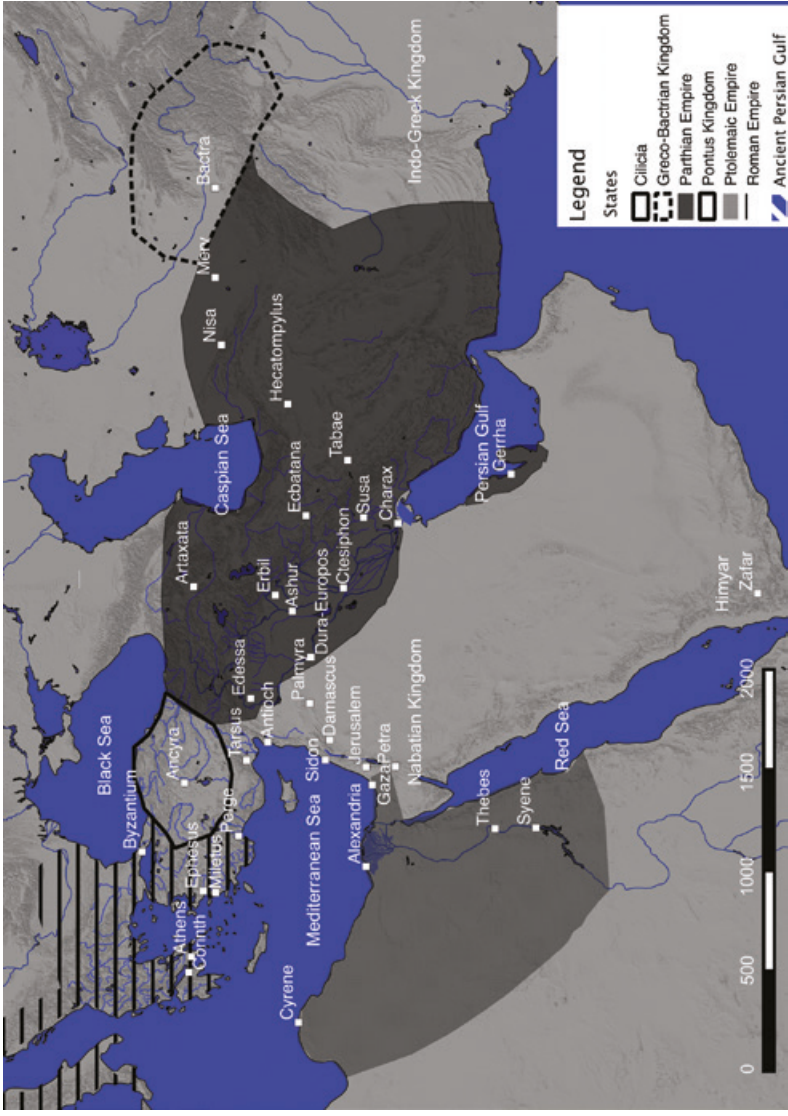 Black Sea
Caspian Sea
Byzantium
Ancyra
Artaxata
Nisa
Merv
Bactra
Athens
Corinth
Ephesus
Miletus
Perge
Tarsus
Edessa
Antioch
Erbil
Ashur
Ecbatana
Hecatompylus
Cyrene
Mediterranean Sea
Sidon
Damascus
Palmyra
Dura-Europos
Ctesiphon
Tabae
Susa
Charax
Alexandria
Jerusalem
Gaza
Petra
Nabatian Kingdom
Persian Gulf
Gerrha
Indo-Greek Kingdom
Thebes
Syene
Red Sea
Himyar
Zafar
0
500
1000
1500
2000
Legend
States
Cilicia
Greco-Bactrian Kingdom
Parthian Empire
Pontus Kingdom
Ptolemaic Empire
Roman Empire
Ancient Persian Gulf